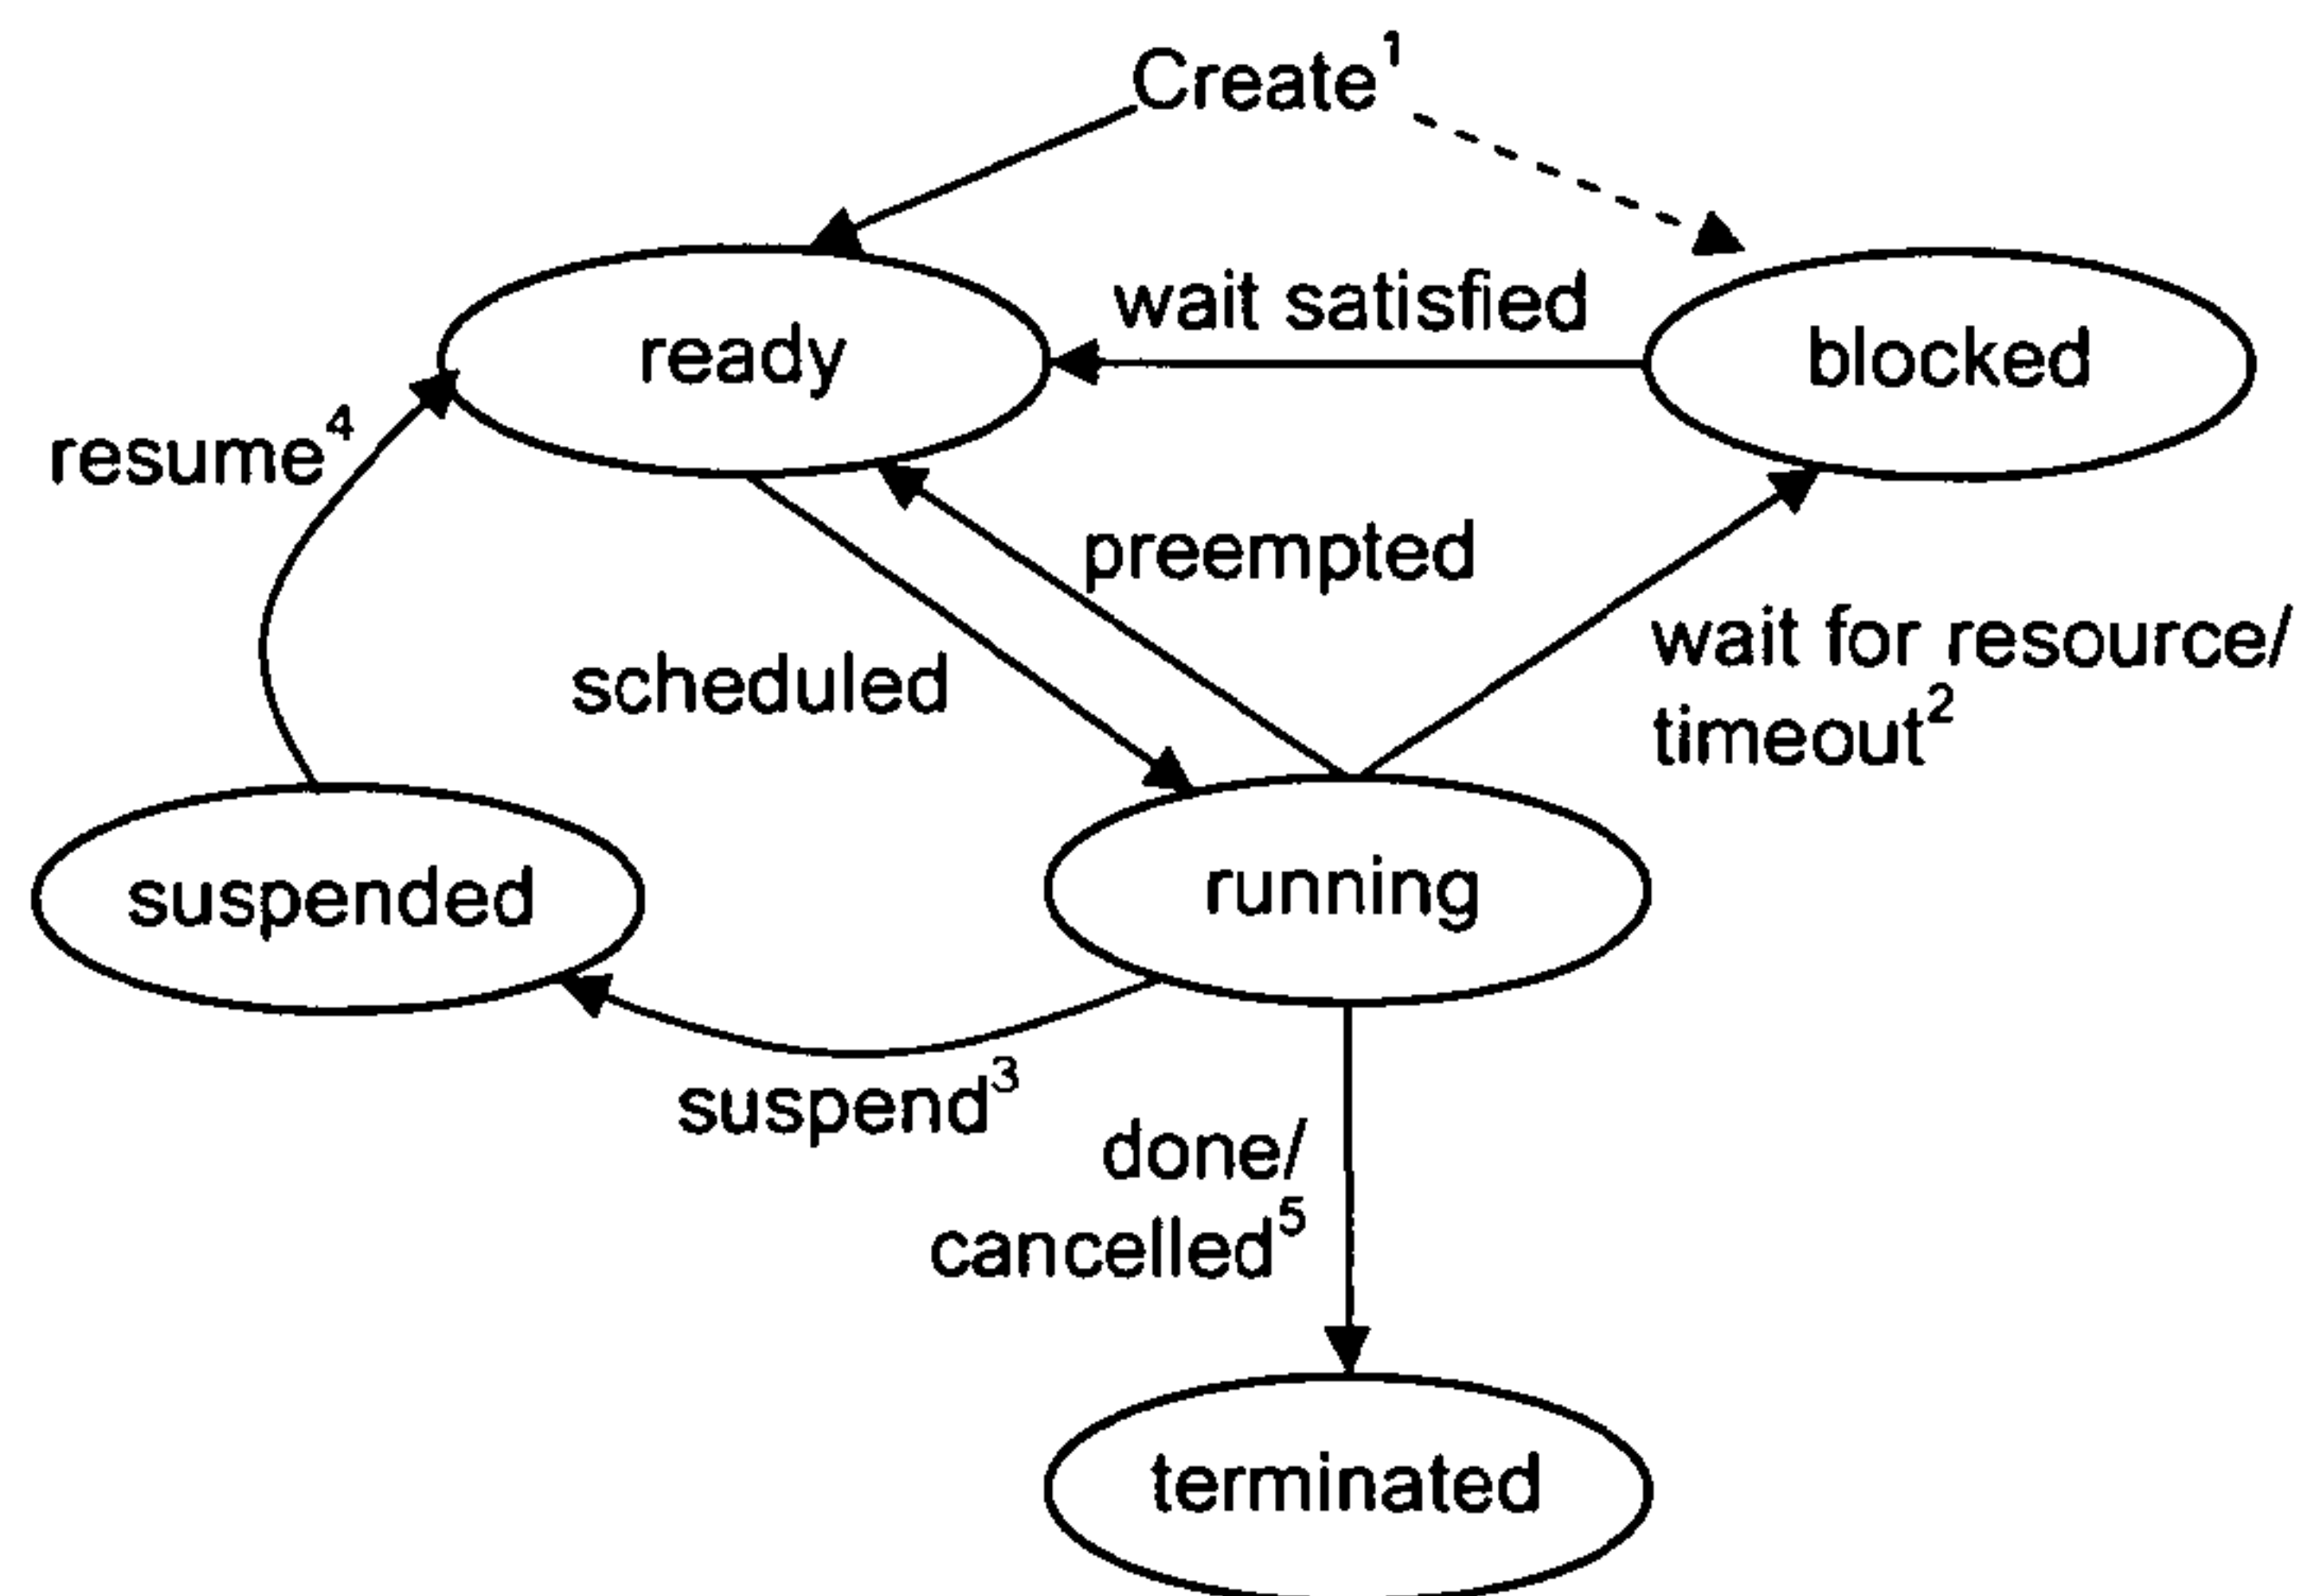 Create¹
wait satisfied
ready
blocked
resume⁴
preempted
wait for resource/
timeout²
scheduled
suspended
running
suspend³
done/
cancelled⁵
terminated